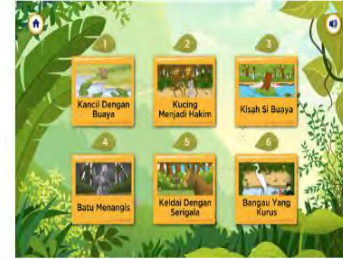 1
2
3
Kancil Dengan
Buaya
Kucing
Menjadi Hakim
Kisah Si Buaya
4
5
6
Batu Menangis
Keldai Dengan
Serigala
Bangau Yang
Kurus